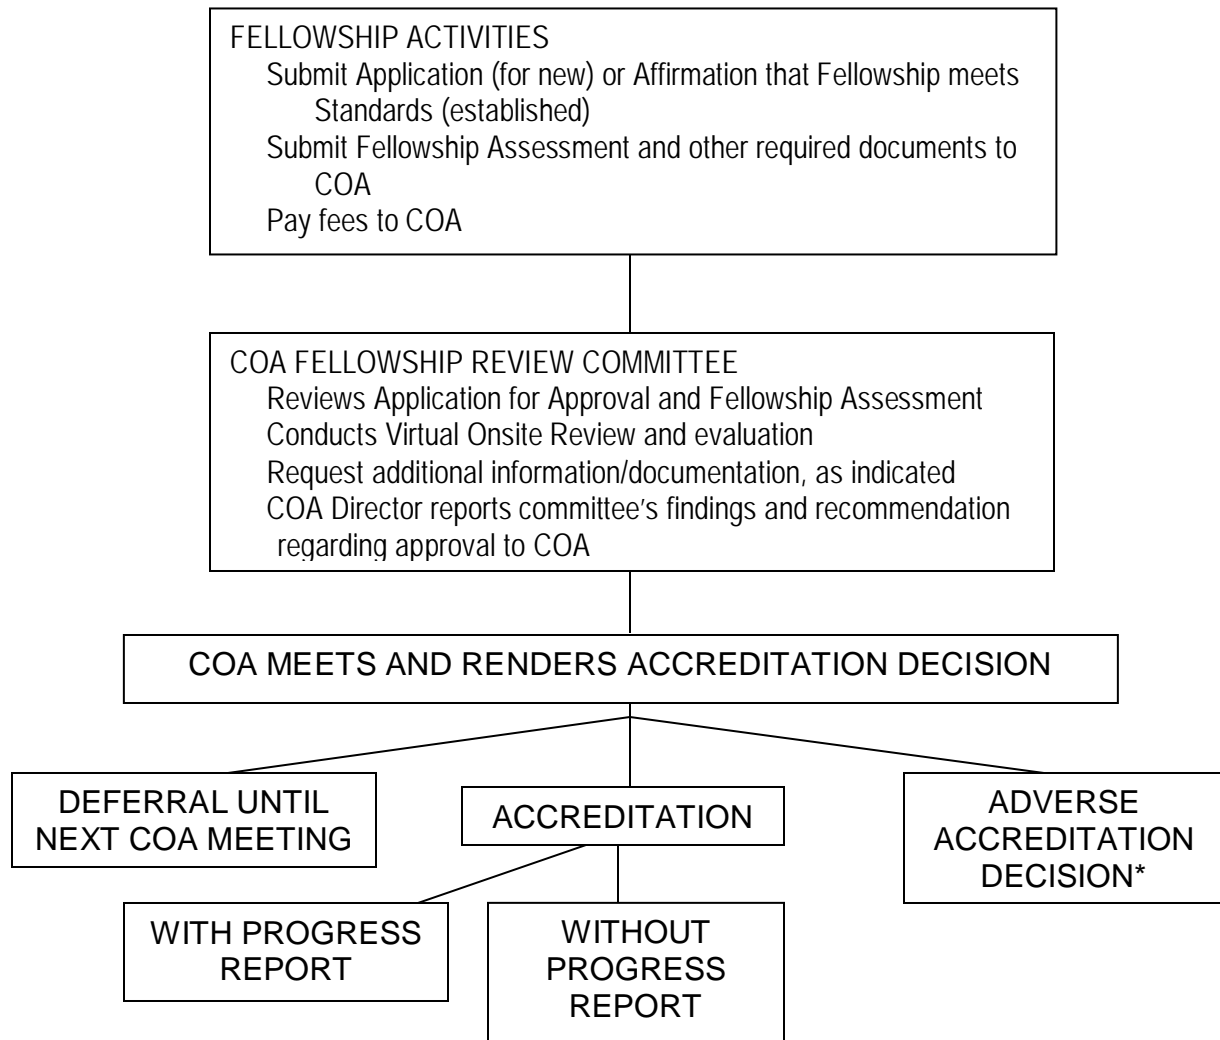 FELLOWSHIP ACTIVITIES
Submit Application (for new) or Affirmation that Fellowship meets
Standards (established)
Submit Fellowship Assessment and other required documents to
COA
Pay fees to COA
COA FELLOWSHIP REVIEW COMMITTEE
Reviews Application for Approval and Fellowship Assessment
Conducts Virtual Onsite Review and evaluation
Request additional information/documentation, as indicated
COA Director reports committee’s findings and recommendation
regarding approval to COA
COA MEETS AND RENDERS ACCREDITATION DECISION
DEFERRAL UNTIL
NEXT COA MEETING
ACCREDITATION
ADVERSE
ACCREDITATION
DECISION*
WITH PROGRESS
REPORT
WITHOUT
PROGRESS
REPORT